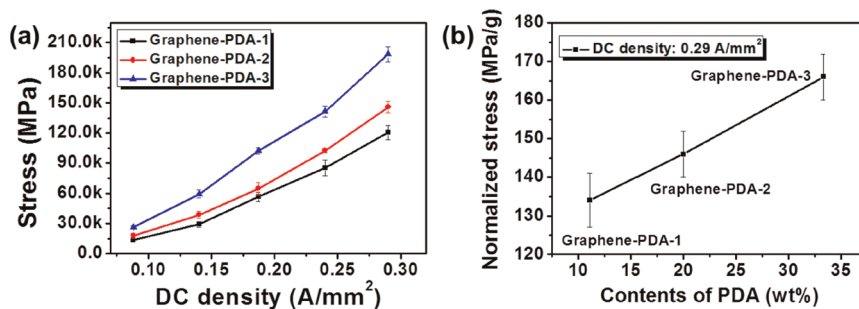 (a)
Graphene-PDA-1
Graphene-PDA-2
Graphene-PDA-3
Stress (MPa)
210.0k
180.0k
150.0k
120.0k
90.0k
60.0k
30.0k
0.0
0.10 0.15 0.20 0.25 0.30
DC density (A/mm²)
(b)
DC density: 0.29 A/mm²
Normalized stress (MPa/g)
180
170
160
150
140
130
120
Graphene-PDA-3
Graphene-PDA-2
Graphene-PDA-1
10 15 20 25 30 35
Contents of PDA (wt%)